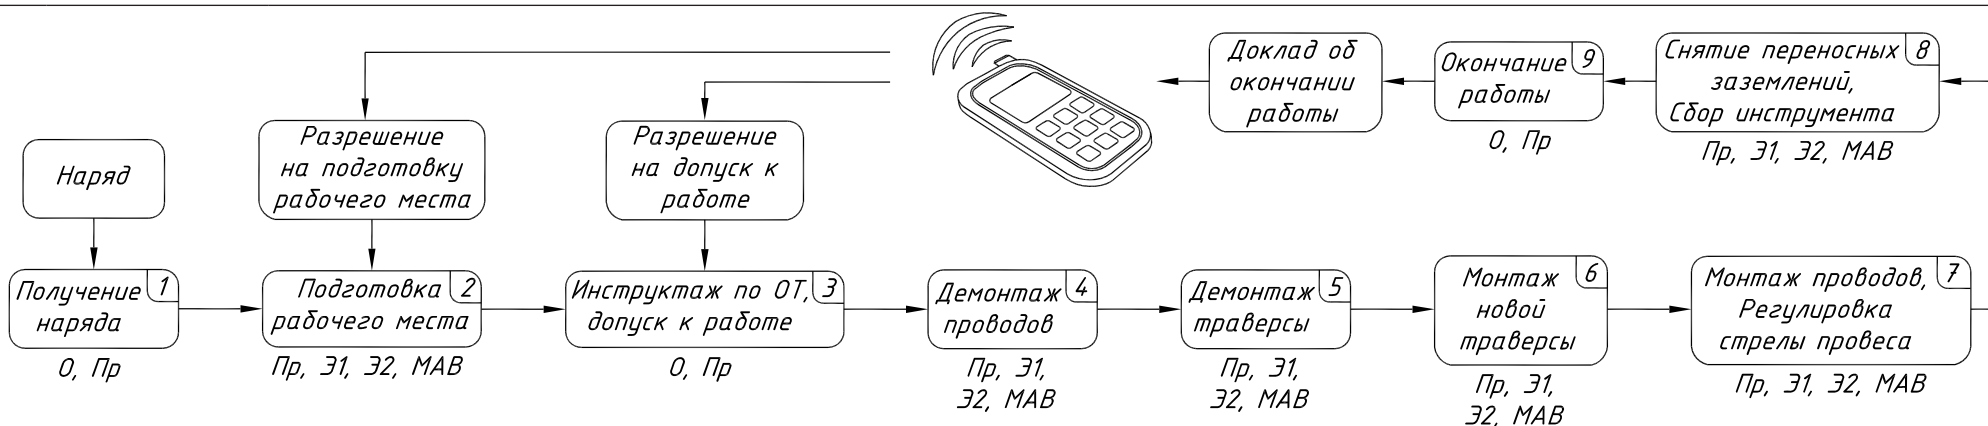 Наряд
Разрешение
на подготовку
рабочего места
Разрешение
на допуск к
работе
Доклад об
окончании
работы
Окончание 9
работы
О, Пр
Снятие переносных 8
заземлений,
Сбор инструмента
Пр, Э1, Э2, МАВ
Получение 1
наряда
О, Пр
Подготовка 2
рабочего места
Пр, Э1, Э2, МАВ
Инструктаж по ОТ, 3
допуск к работе
О, Пр
Демонтаж 4
проводов
Пр, Э1,
Э2, МАВ
Демонтаж 5
траверсы
Пр, Э1,
Э2, МАВ
Монтаж 6
новой
траверсы
Пр, Э1,
Э2, МАВ
Монтаж проводов, 7
Регулировка
стрелы провеса
Пр, Э1, Э2, МАВ